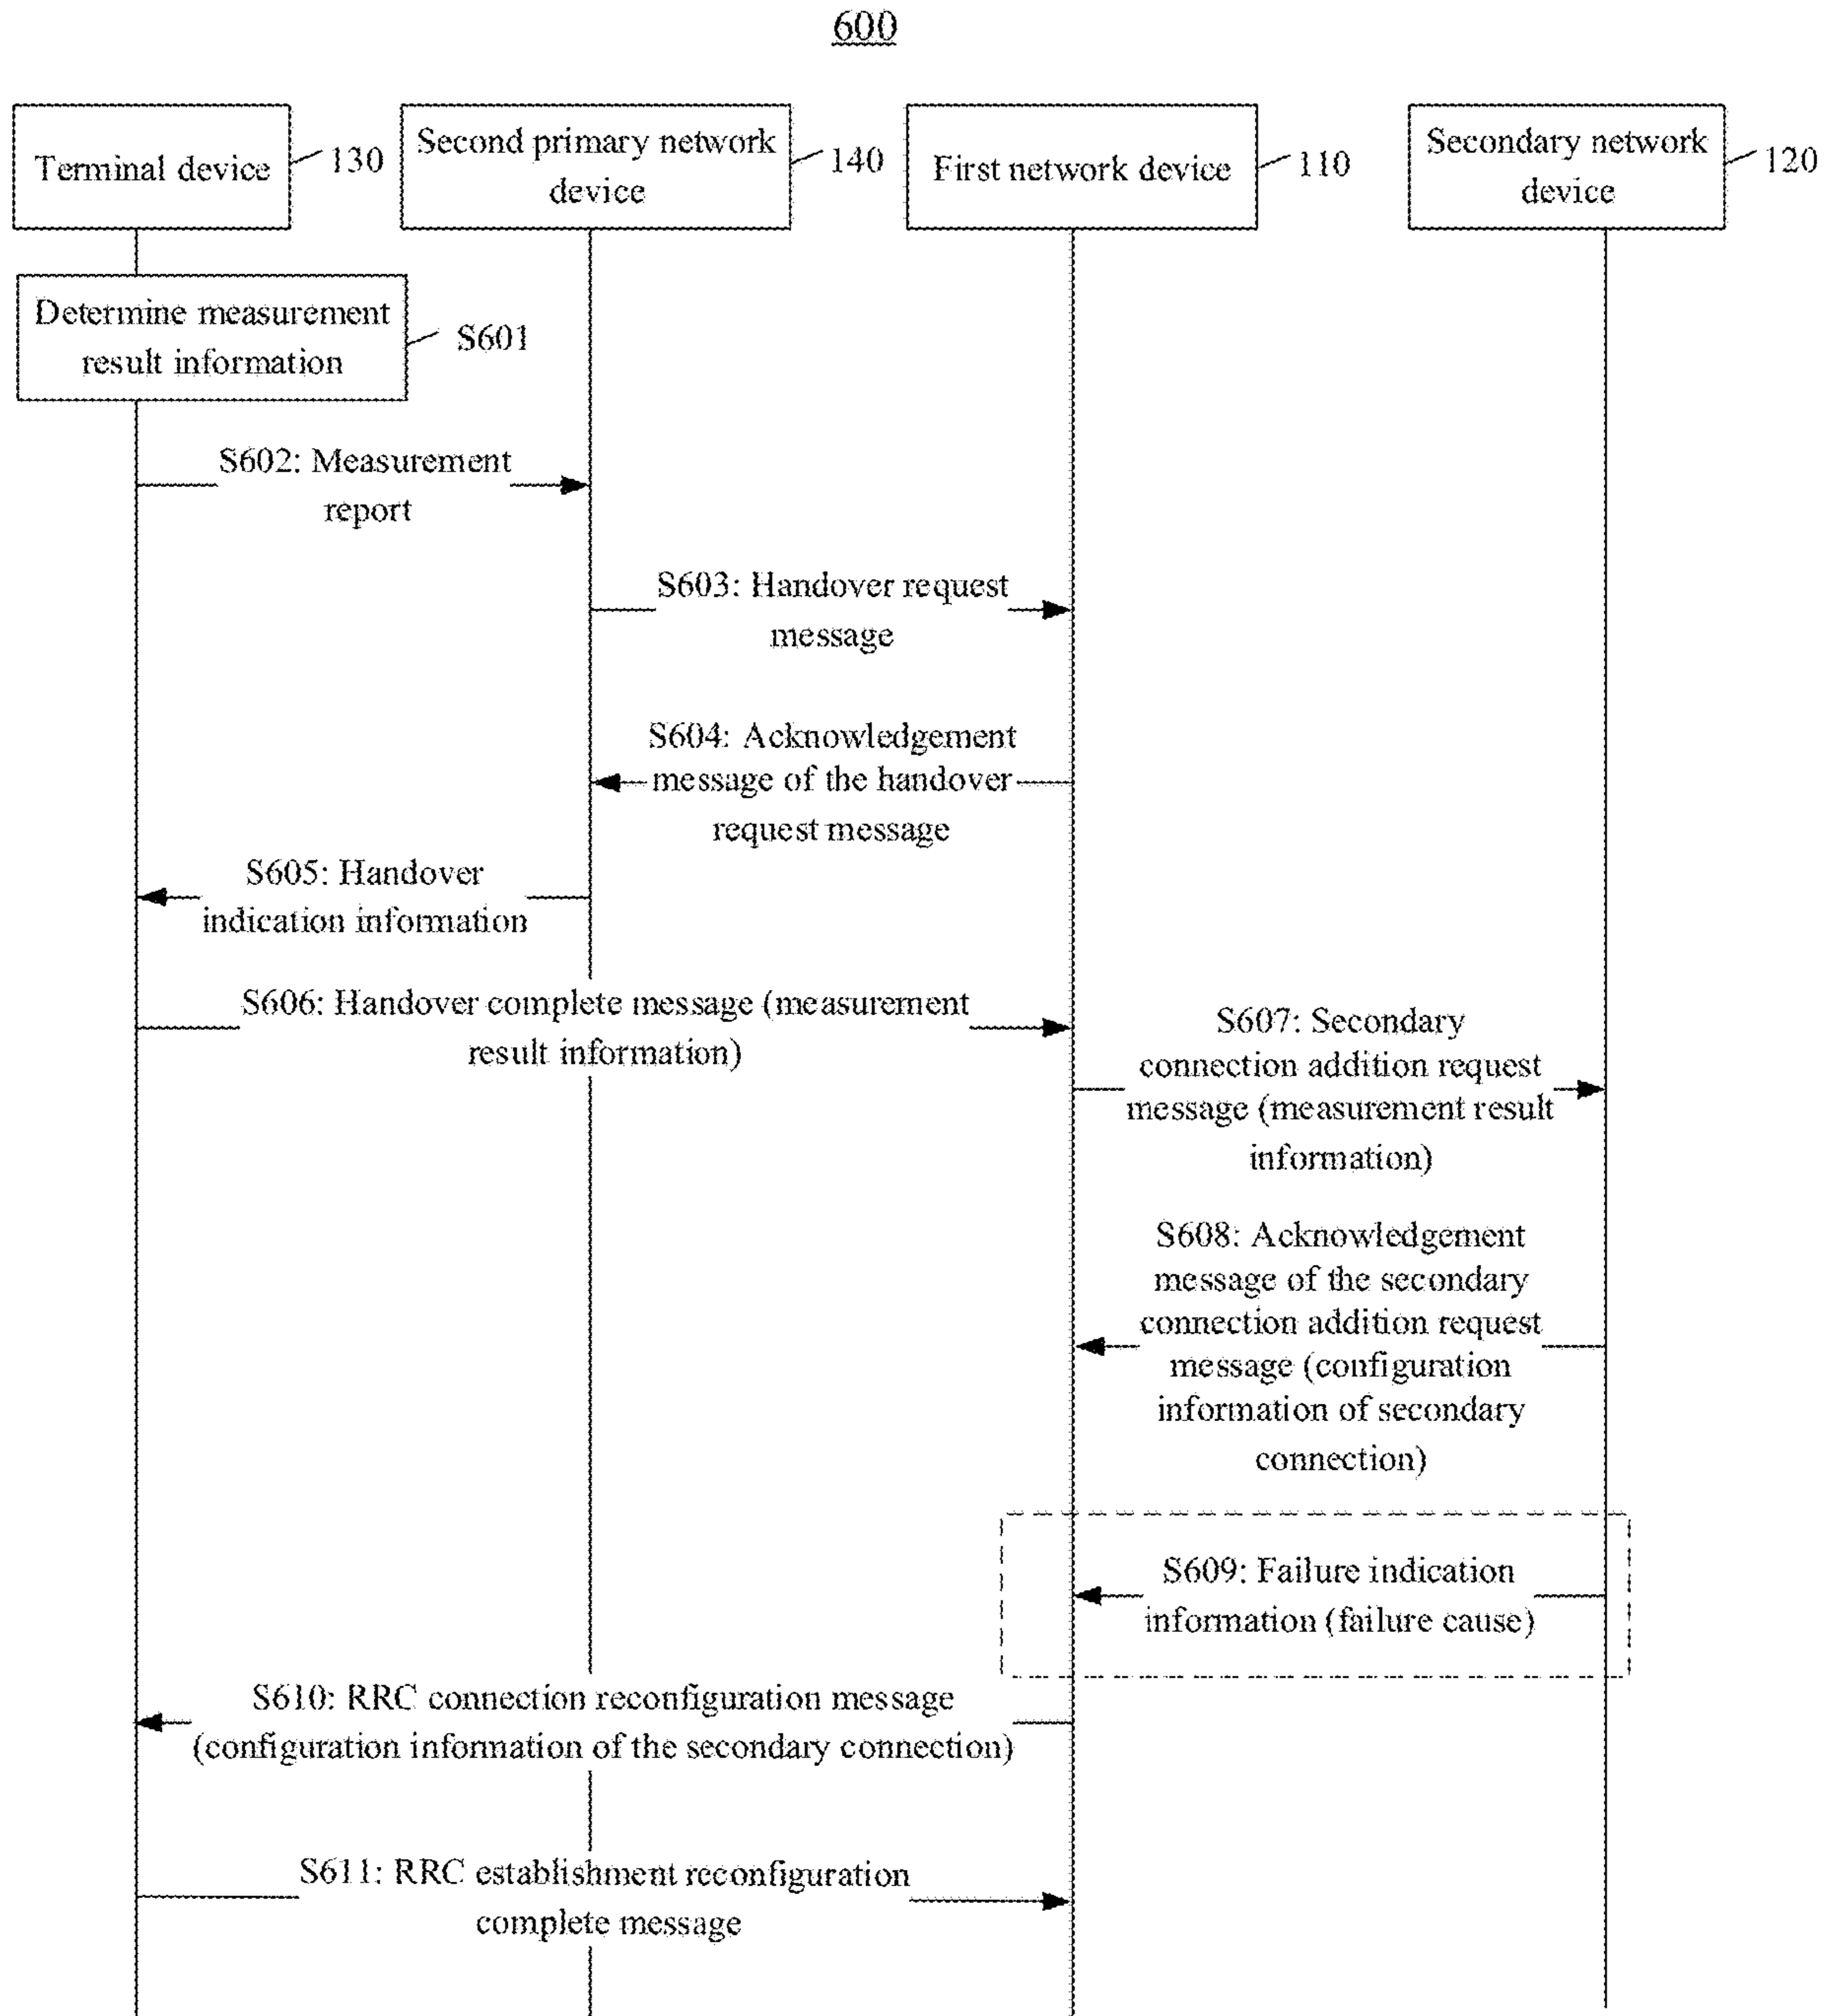 600
Terminal device
130
Second primary network
device
140
First network device
110
Secondary network
device
120
Determine measurement
result information
S601
S602: Measurement
report
S603: Handover request
message
S604: Acknowledgement
message of the handover
request message
S605: Handover
indication information
S606: Handover complete message (measurement
result information)
S607: Secondary
connection addition request
message (measurement result
information)
S608: Acknowledgement
message of the secondary
connection addition request
message (configuration
information of secondary
connection)
S609: Failure indication
information (failure cause)
S610: RRC connection reconfiguration message
(configuration information of the secondary connection)
S611: RRC establishment reconfiguration
complete message